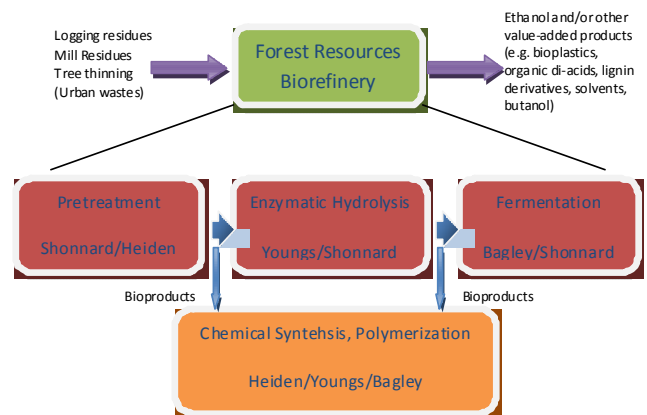 Logging residues
Mill Residues
Tree thinning
(Urban wastes)
Forest Resources
Biorefinery
Ethanol and/or other
value-added products
(e.g. bioplastics,
organic di-acids, lignin
derivatives, solvents,
butanol)
Pretreatment
Shonnard/Heiden
Enzymatic Hydrolysis
Youngs/Shonnard
Fermentation
Bagley/Shonnard
Bioproducts
Bioproducts
Chemical Syntehsis, Polymerization
Heiden/Youngs/Bagley